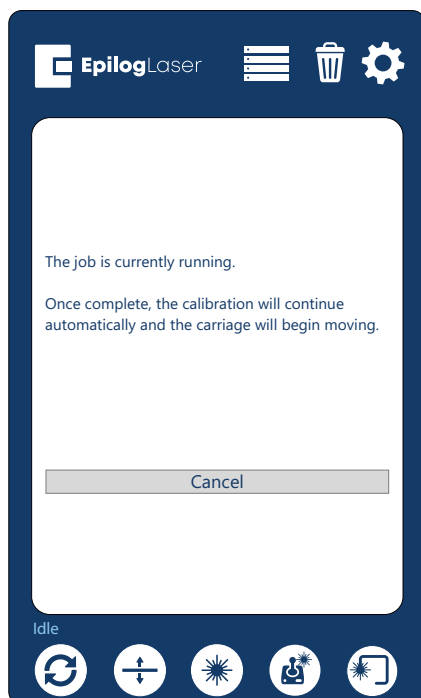 EpilogLaser
The job is currently running.
Once complete, the calibration will continue
automatically and the carriage will begin moving.
Cancel
Idle